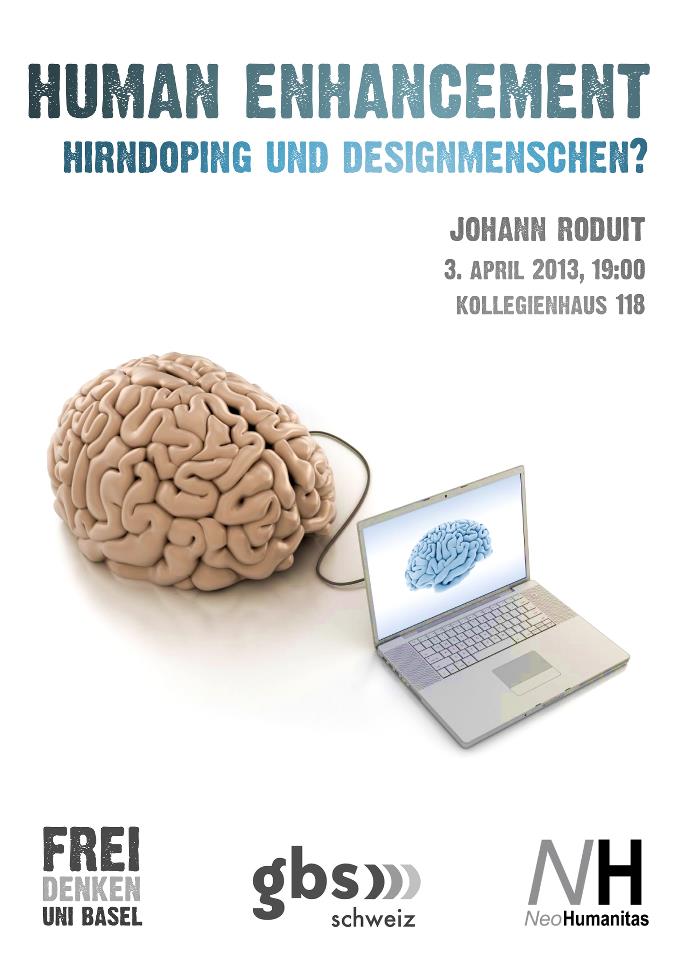 HUMAN ENHANCEMENT
HIRNDOPING UND DESIGNMENSCHEN?
JOHANN RODUIT
3. APRIL 2013, 19:00
KOLLEGIENHAUS 118
FREI
DENKEN
UNI BASEL
gbs
schweiz
NH
NeoHumanitas